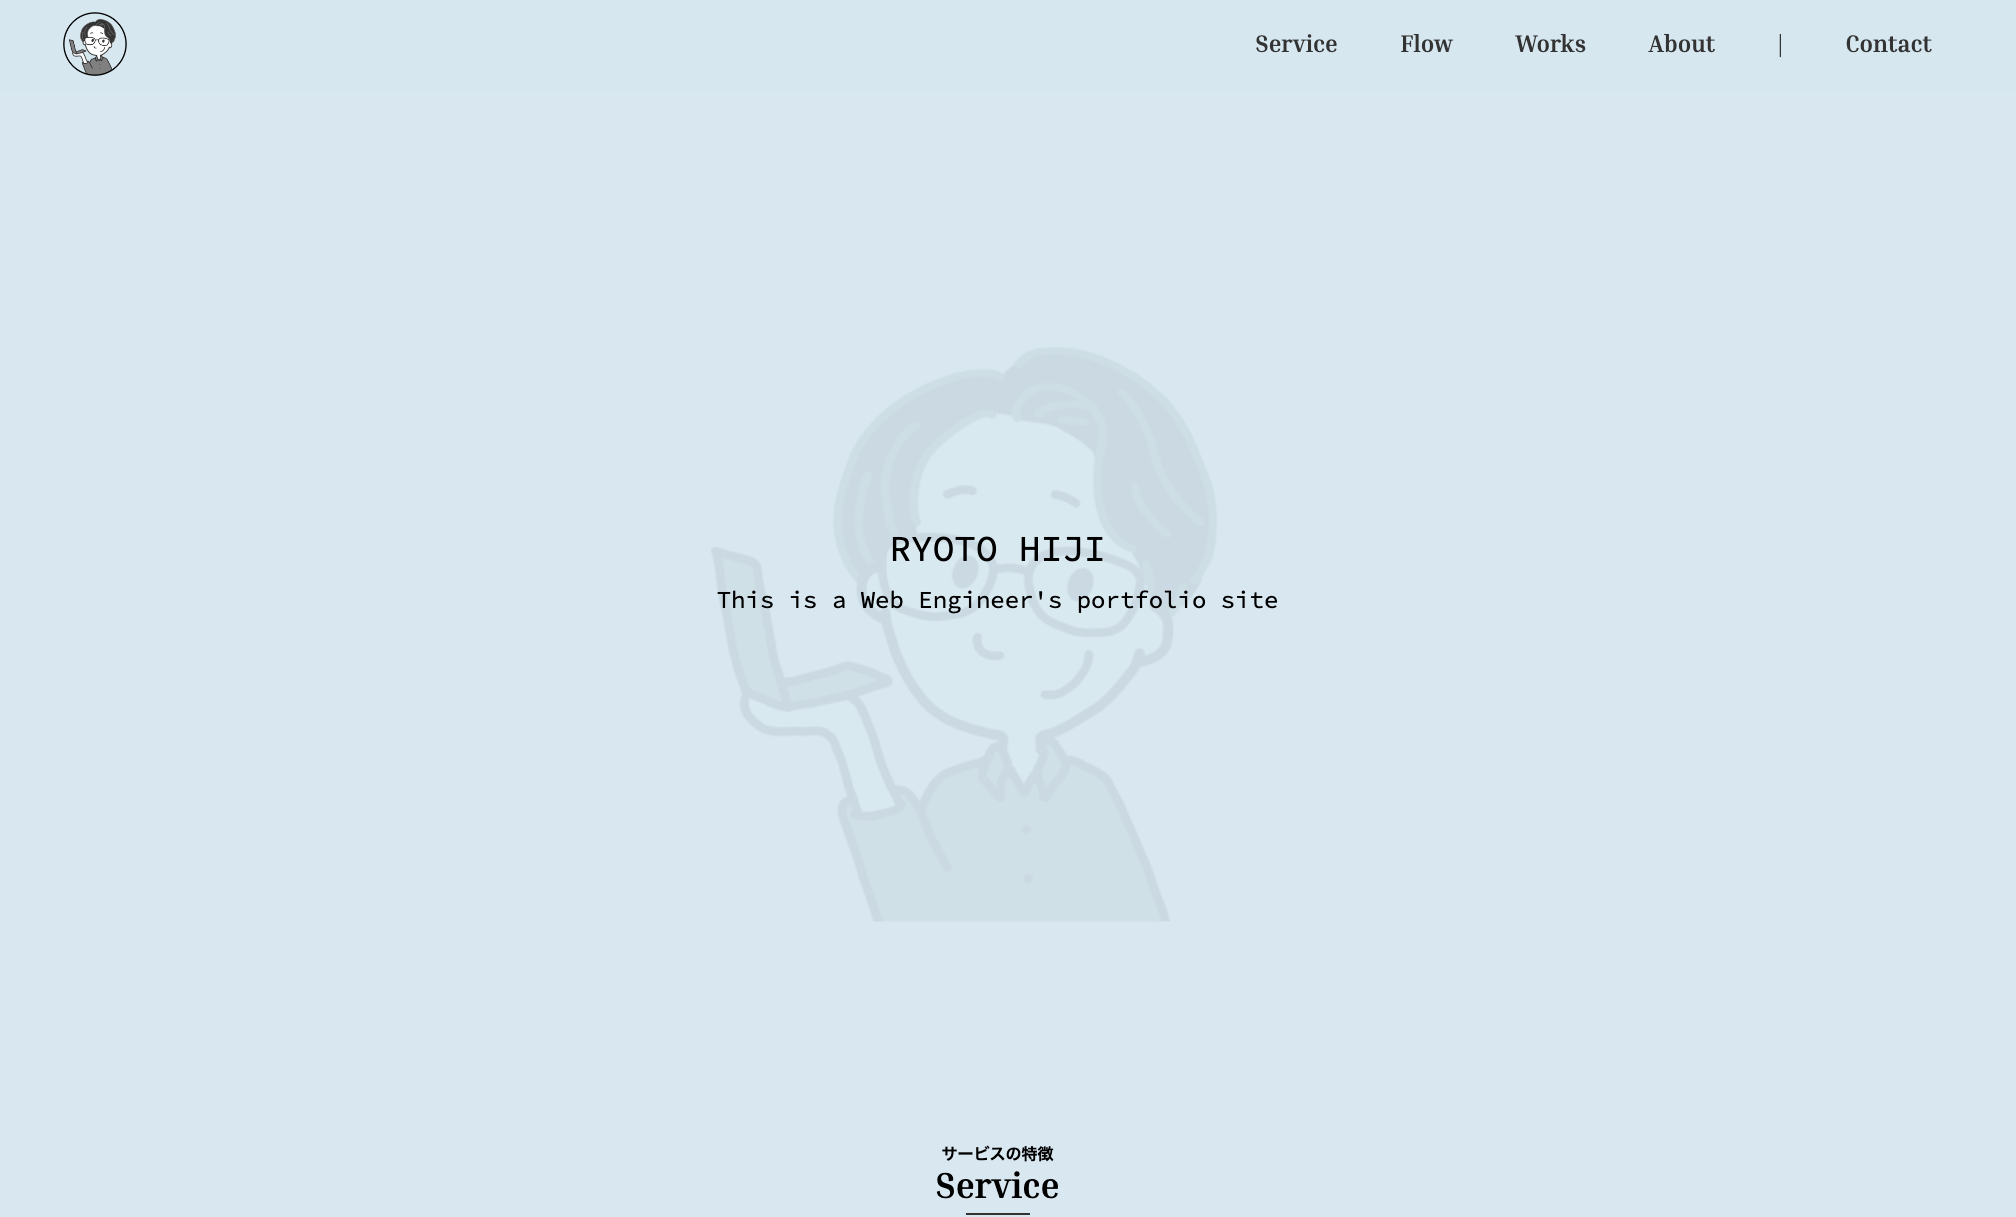 Service Flow Works About | Contact
RYOTO HIJI
This is a Web Engineer's portfolio site
サービスの特徴
Service